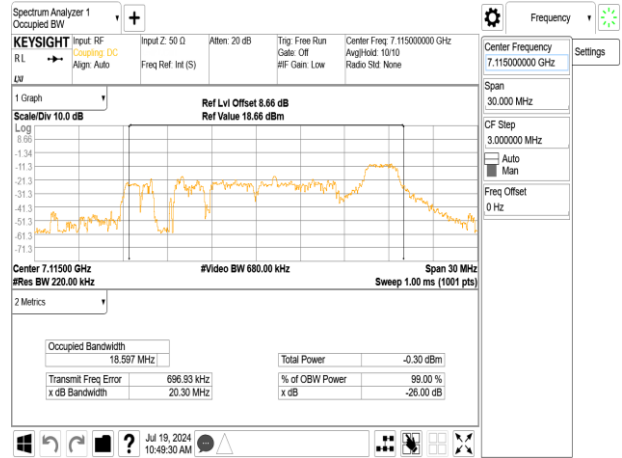 Spectrum Analyzer 1
Occupied BW
Frequency
KEYSIGHT
RL
Input: RF
Coupling: DC
Align: Auto
Input Z: 50 Ω
Freq Ref: Int (S)
Atten: 20 dB
Trig: Free Run
Gate: Off
#IF Gain: Low
Center Freq: 7.115000000 GHz
Avg|Hold: 10/10
Radio Std: None
Center Frequency
7.115000000 GHz
Settings
Span
30.000 MHz
CF Step
3.000000 MHz
Auto
Man
Freq Offset
0 Hz
1 Graph
Scale/Div 10.0 dB
Ref Lvl Offset 8.66 dB
Ref Value 18.66 dBm
Log
8.66
-1.34
-11.3
-21.3
-31.3
-41.3
-51.3
-61.3
-71.3
Center 7.11500 GHz
#Res BW 220.00 kHz
#Video BW 680.00 kHz
Span 30 MHz
Sweep 1.00 ms (1001 pts)
2 Metrics
Occupied Bandwidth
18.597 MHz
Total Power -0.30 dBm
Transmit Freq Error 696.93 kHz
% of OBW Power 99.00 %
x dB Bandwidth 20.30 MHz
x dB -26.00 dB
?
Jul 19, 2024
10:49:30 AM